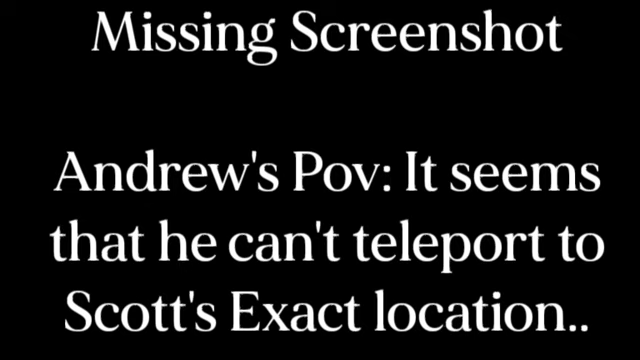 Missing Screenshot
Andrew's Pov: It seems
that he can't teleport to
Scott's Exact location..